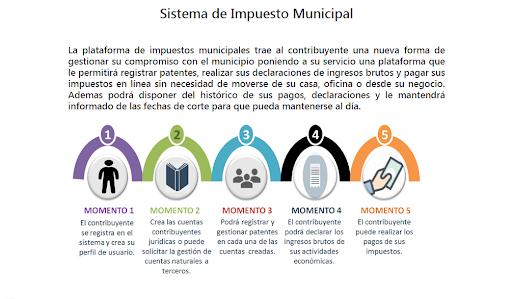 Sistema de Impuesto Municipal
La plataforma de impuestos municipales trae al contribuyente una nueva forma de
gestionar su compromiso con el municipio poniendo a su servicio una plataforma que
le permitirá registrar patentes, realizar sus declaraciones de ingresos brutos y pagar sus
impuestos en línea sin necesidad de moverse de su casa, oficina o desde su negocio.
Ademas podrá disponer del histórico de sus pagos, declaraciones y le mantendrá
informado de las fechas de corte para que pueda mantenerse al día.
1
2
3
4
5
MOMENTO 1
El contribuyente
se registra en el
sistema y crea su
perfil de usuario.
MOMENTO 2
Crea las cuentas
contribuyentes
jurídicas o puede
solicitar la gestión de
cuentas naturales a
terceros.
MOMENTO 3
Podrá registrar y
gestionar patentes
en cada una de las
cuentas creadas.
MOMENTO 4
El contribuyente
podrá declarar los
ingresos brutos de
sus actividades
económicas.
MOMENTO 5
El contribuyente
puede realizar los
pagos de sus
impuestos.